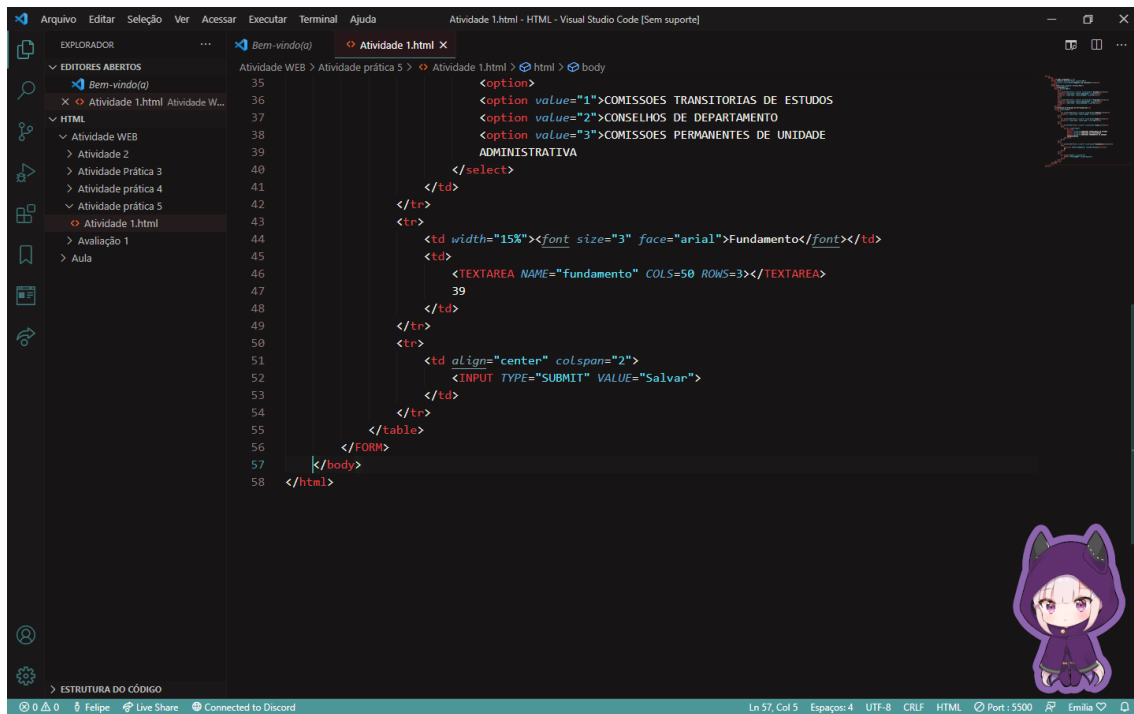 Arquivo Editar Seleção Ver Acessar Executar Terminal Ajuda
Atividade 1.html - HTML - Visual Studio Code [Sem suporte]
EXPLORADOR
EDITORES ABERTOS
Bem-vindo(a)
Atividade 1.html Atividade W...
HTML
Atividade WEB
Atividade 2
Atividade Prática 3
Atividade prática 4
Atividade prática 5
Atividade 1.html
Avaliação 1
Aula
ESTRUTURA DO CÓDIGO
Bem-vindo(a) Atividade 1.html
Atividade WEB > Atividade prática 5 > Atividade 1.html > html > body
35 <option>
36 <option value="1">COMISSOES TRANSITORIAS DE ESTUDOS
37 <option value="2">CONSELHOS DE DEPARTAMENTO
38 <option value="3">COMISSOES PERMANENTES DE UNIDADE
39 ADMINISTRATIVA
40 </select>
41 </td>
42 </tr>
43 <tr>
44 <td width="15%"><font size="3" face="arial">Fundamento</font></td>
45 <td>
46 <TEXTAREA NAME="fundamento" COLS=50 ROWS=3></TEXTAREA>
47 39
48 </td>
49 </tr>
50 <tr>
51 <td align="center" colspan="2">
52 <INPUT TYPE="SUBMIT" VALUE="Salvar">
53 </td>
54 </tr>
55 </table>
56 </FORM>
57 </body>
58 </html>
0 0 Felipe Live Share Connected to Discord
Ln 57, Col 5 Espaços: 4 UTF-8 CRLF HTML Port : 5500 Emilia♡